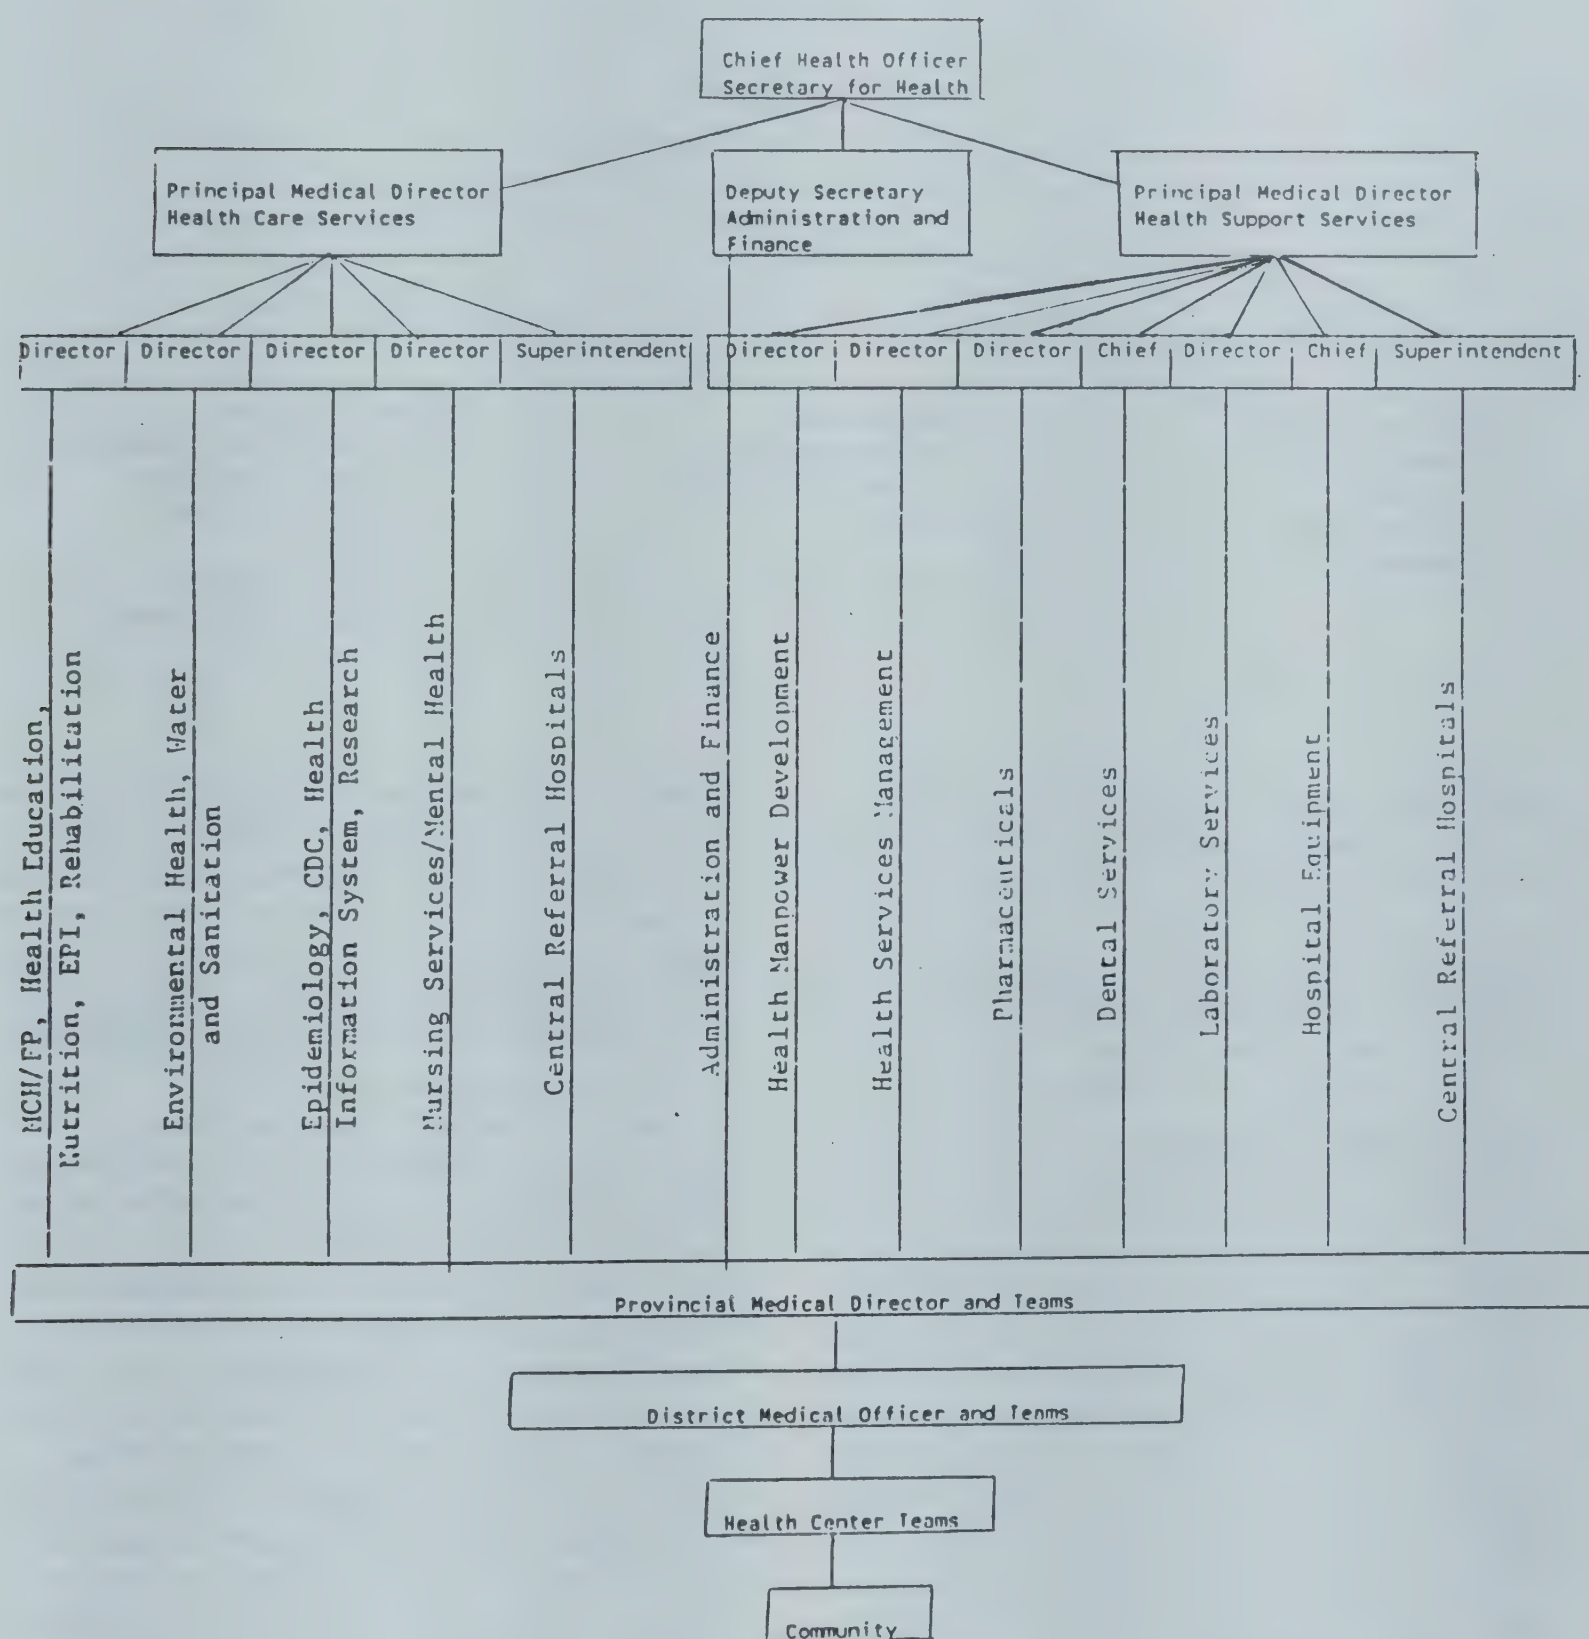 Chief Health Officer
Secretary for Health
Principal Medical Director
Health Care Services
Deputy Secretary
Administration and
Finance
Principal Medical Director
Health Support Services
Director
Director
Director
Director
Superintendent
Director
Director
Director
Chief
Director
Chief
Superintendent
MCH/FP, Health Education,
Nutrition, EPI, Rehabilitation
Environmental Health, Water
and Sanitation
Epidemiology, CDC, Health
Information System, Research
Nursing Services/Mental Health
Central Referral Hospitals
Administration and Finance
Health Manpower Development
Health Services Management
Pharmaceuticals
Dental Services
Laboratory Services
Hospital Equipment
Central Referral Hospitals
Provincial Medical Director and Teams
District Medical Officer and Teams
Health Center Teams
Community